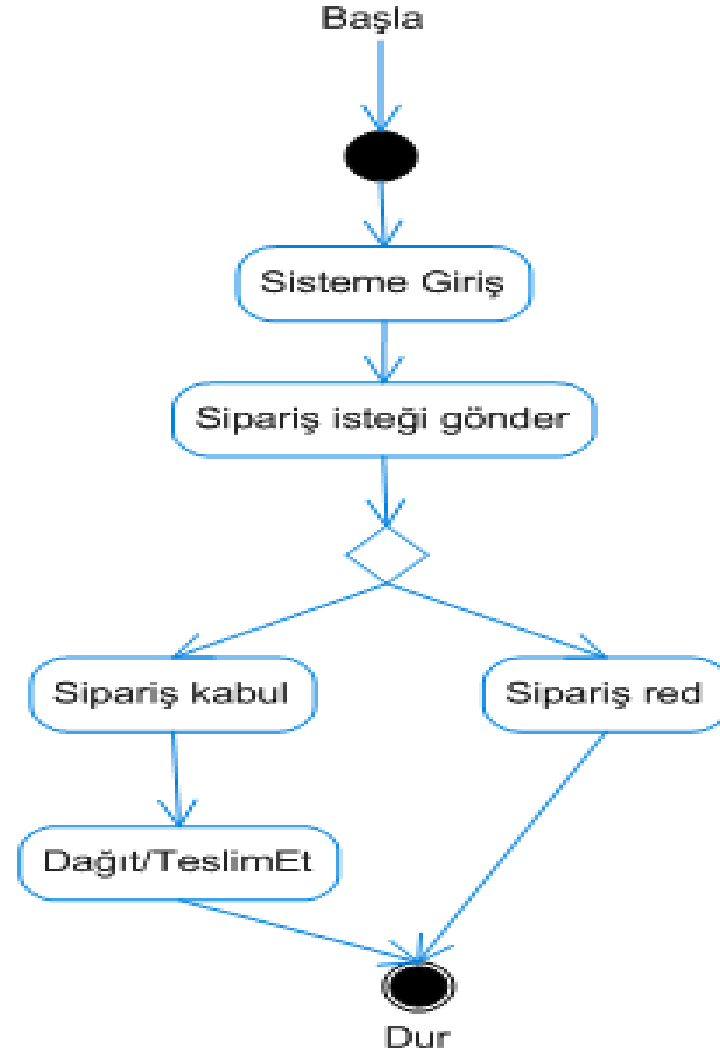 Başla
Sisteme Giriş
Sipariş isteği gönder
Sipariş kabul
Sipariş red
Dağıt/TeslimEt
Dur